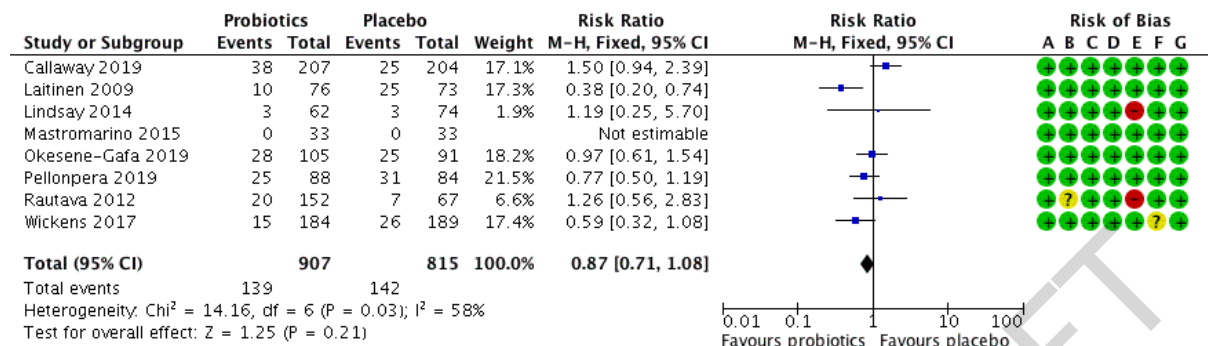 Probiotics Placebo Risk Ratio Risk Ratio Risk of Bias
Study or Subgroup Events Total Events Total Weight M-H, Fixed, 95% CI M-H, Fixed, 95% CI A B C D E F G
Callaway 2019 38 207 25 204 17.1% 1.50 [0.94, 2.39] + + + + + + +
Laitinen 2009 10 76 25 73 17.3% 0.38 [0.20, 0.74] + + + + + + +
Lindsay 2014 3 62 3 74 1.9% 1.19 [0.25, 5.70] + + + + - + +
Mastromarino 2015 0 33 0 33 Not estimable + + + + + + +
Okesene-Gafa 2019 28 105 25 91 18.2% 0.97 [0.61, 1.54] + + + + + + +
Pellonpera 2019 25 88 31 84 21.5% 0.77 [0.50, 1.19] + + + + + + +
Rautava 2012 20 152 7 67 6.6% 1.26 [0.56, 2.83] + ? + + - + +
Wickens 2017 15 184 26 189 17.4% 0.59 [0.32, 1.08] + + + + + ? +
Total (95% CI) 907 815 100.0% 0.87 [0.71, 1.08]
Total events 139 142
Heterogeneity: Chi² = 14.16, df = 6 (P = 0.03); I² = 58%
Test for overall effect: Z = 1.25 (P = 0.21)
0.01 0.1 1 10 100
Favours probiotics Favours placebo